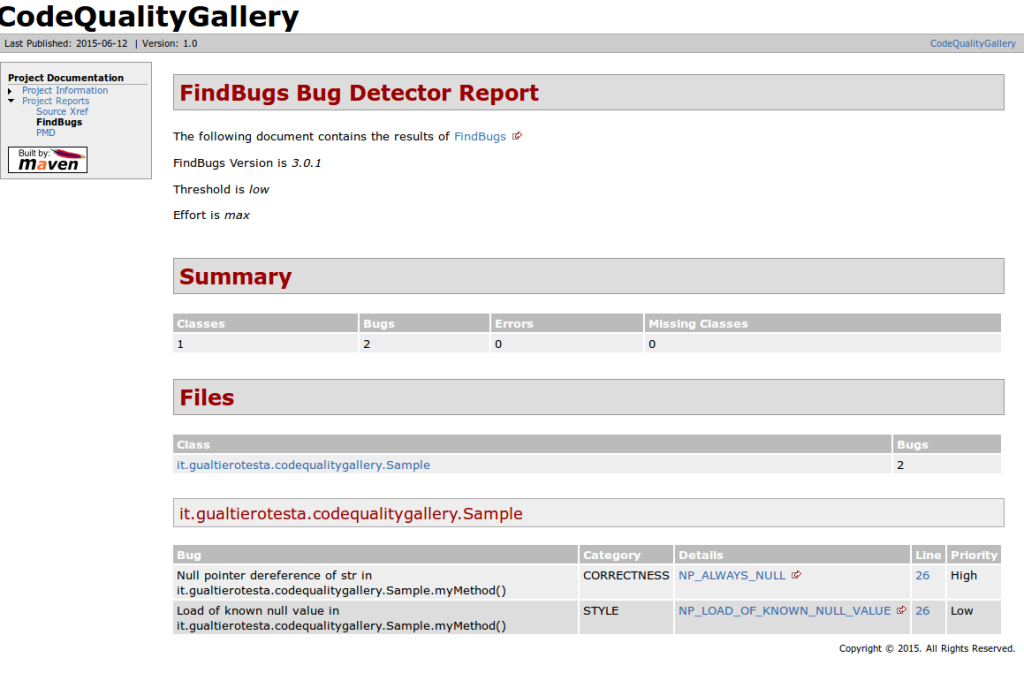 CodeQualityGallery
Last Published: 2015-06-12 | Version: 1.0
CodeQualityGallery
Project Documentation
Project Information
Project Reports
Source Xref
FindBugs
PMD
Built by:
maven
FindBugs Bug Detector Report
The following document contains the results of FindBugs
FindBugs Version is 3.0.1
Threshold is low
Effort is max
Summary
Classes Bugs Errors Missing Classes
1 2 0 0
Files
Class Bugs
it.gualtierotesta.codequalitygallery.Sample 2
it.gualtierotesta.codequalitygallery.Sample
Bug Category Details Line Priority
Null pointer dereference of str in CORRECTNESS NP_ALWAYS_NULL 26 High
it.gualtierotesta.codequalitygallery.Sample.myMethod()
Load of known null value in STYLE NP_LOAD_OF_KNOWN_NULL_VALUE 26 Low
it.gualtierotesta.codequalitygallery.Sample.myMethod()
Copyright © 2015. All Rights Reserved.